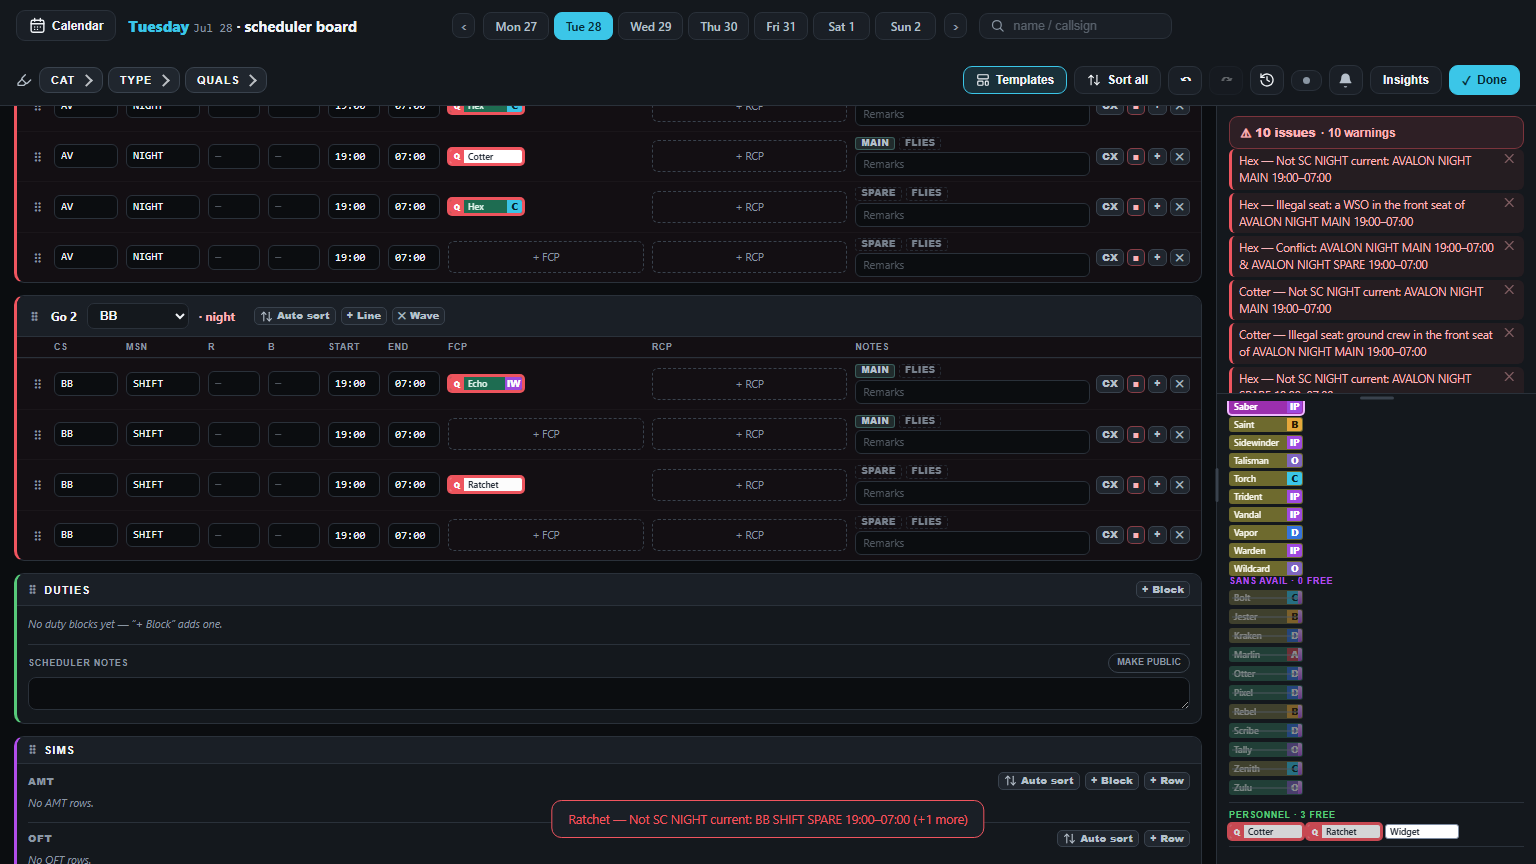 Calendar
Tuesday Jul 28 · scheduler board
‹ Mon 27 Tue 28 Wed 29 Thu 30 Fri 31 Sat 1 Sun 2 ›
name / callsign
CAT TYPE QUALS
Templates Sort all Insights ✓ Done
AV NIGHT – – 19:00 07:00 Q Hex C + RCP Remarks CX ■ + ✕
MAIN FLIES
AV NIGHT – – 19:00 07:00 Q Cotter + RCP Remarks CX ■ + ✕
SPARE FLIES
AV NIGHT – – 19:00 07:00 Q Hex C + RCP Remarks CX ■ + ✕
SPARE FLIES
AV NIGHT – – 19:00 07:00 + FCP + RCP Remarks CX ■ + ✕
Go 2 BB · night Auto sort + Line ✕ Wave
CS MSN R B START END FCP RCP NOTES
MAIN FLIES
BB SHIFT – – 19:00 07:00 Q Echo IW + RCP Remarks CX ■ + ✕
MAIN FLIES
BB SHIFT – – 19:00 07:00 + FCP + RCP Remarks CX ■ + ✕
SPARE FLIES
BB SHIFT – – 19:00 07:00 Q Ratchet + RCP Remarks CX ■ + ✕
SPARE FLIES
BB SHIFT – – 19:00 07:00 + FCP + RCP Remarks CX ■ + ✕
DUTIES + Block
No duty blocks yet — “+ Block” adds one.
SCHEDULER NOTES MAKE PUBLIC
SIMS
AMT Auto sort + Block + Row
No AMT rows.
OFT Auto sort + Row
No OFT rows.
Ratchet — Not SC NIGHT current: BB SHIFT SPARE 19:00–07:00 (+1 more)
⚠ 10 issues · 10 warnings
Hex — Not SC NIGHT current: AVALON NIGHT
MAIN 19:00–07:00
Hex — Illegal seat: a WSO in the front seat of
AVALON NIGHT MAIN 19:00–07:00
Hex — Conflict: AVALON NIGHT MAIN 19:00–07:00
& AVALON NIGHT SPARE 19:00–07:00
Cotter — Not SC NIGHT current: AVALON NIGHT
MAIN 19:00–07:00
Cotter — Illegal seat: ground crew in the front seat
of AVALON NIGHT MAIN 19:00–07:00
Hex — Not SC NIGHT current: AVALON NIGHT
SPARE 19:00–07:00
Saber IP
Saint B
Sidewinder IP
Talisman O
Torch C
Trident IP
Vandal IP
Vapor D
Warden IP
Wildcard O
SANS AVAIL · 0 FREE
Bolt C
Jester B
Kraken D
Marlin A
Otter D
Pixel D
Rebel B
Scribe D
Tally O
Zenith C
Zulu O
PERSONNEL · 3 FREE
Q Cotter Q Ratchet Widget